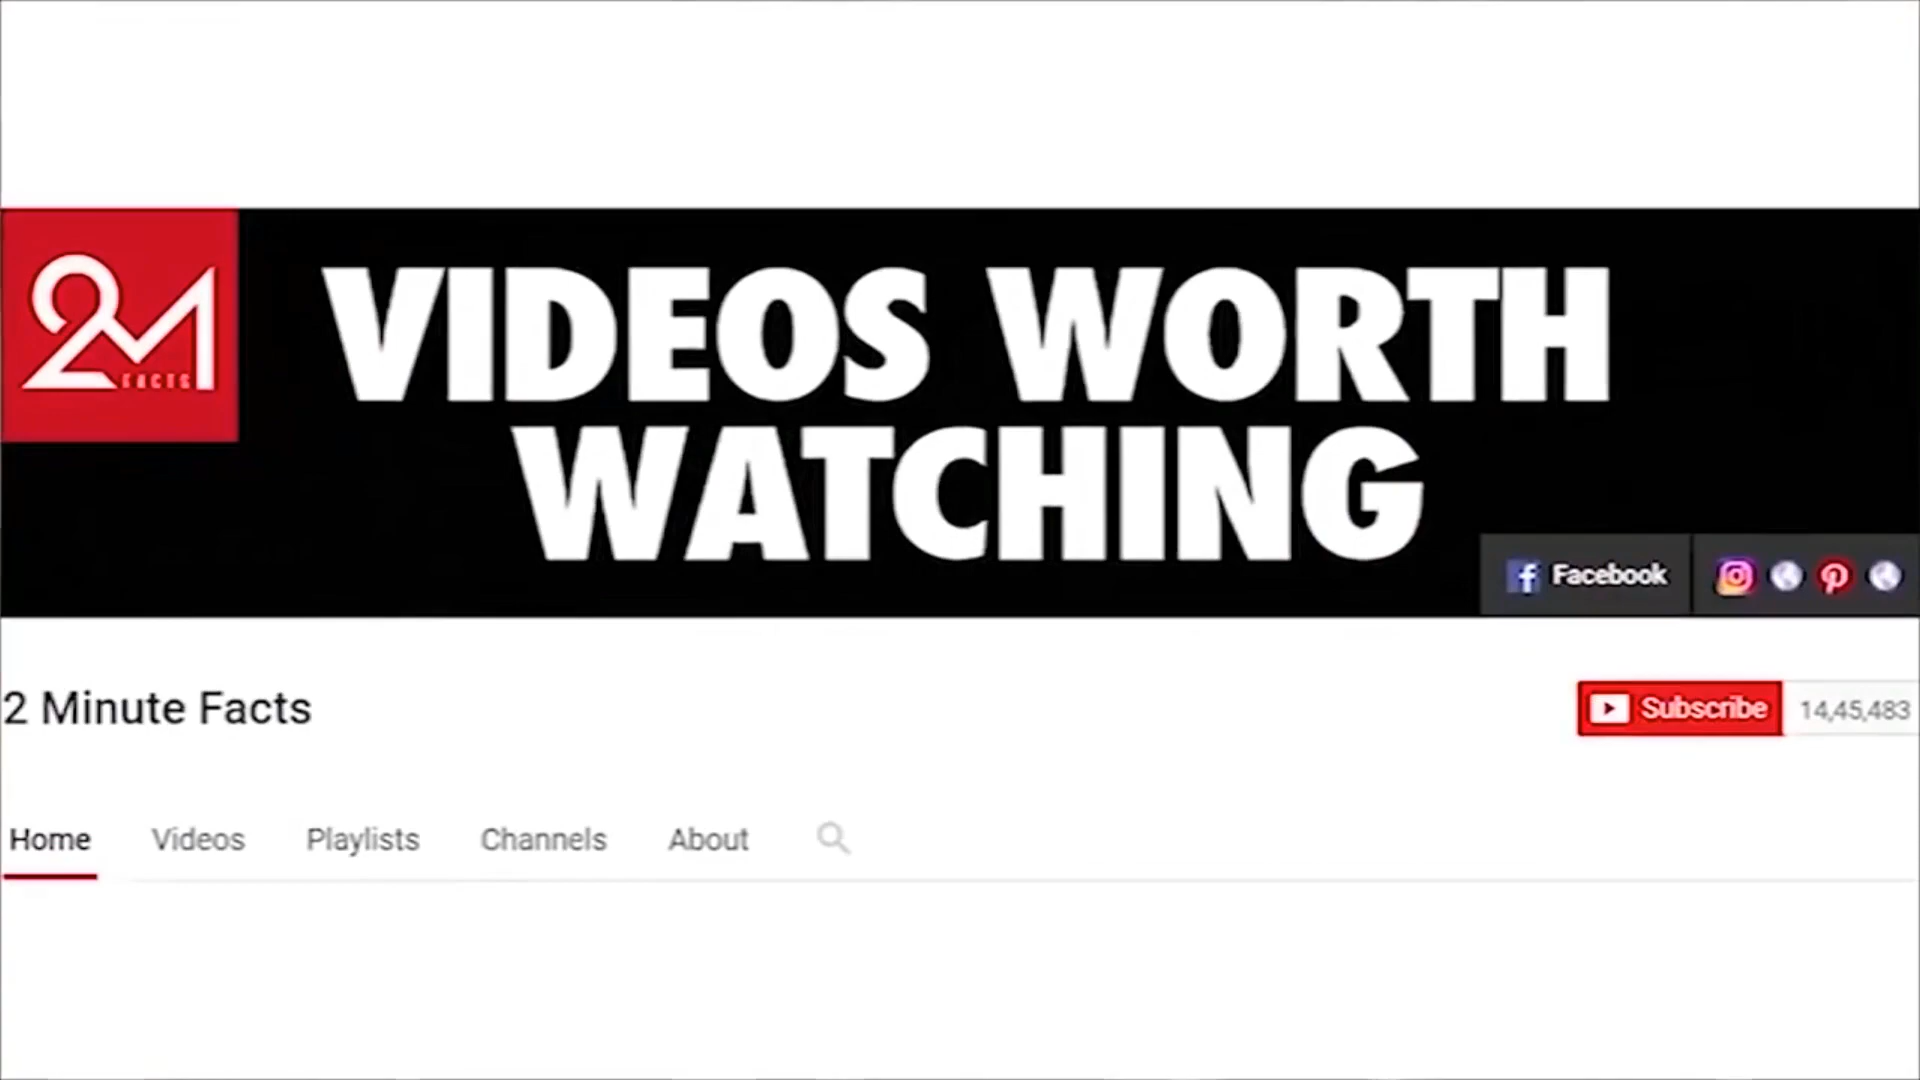 2M
FACTS
VIDEOS WORTH
WATCHING
Facebook
2 Minute Facts
Subscribe 14,45,483
Home Videos Playlists Channels About